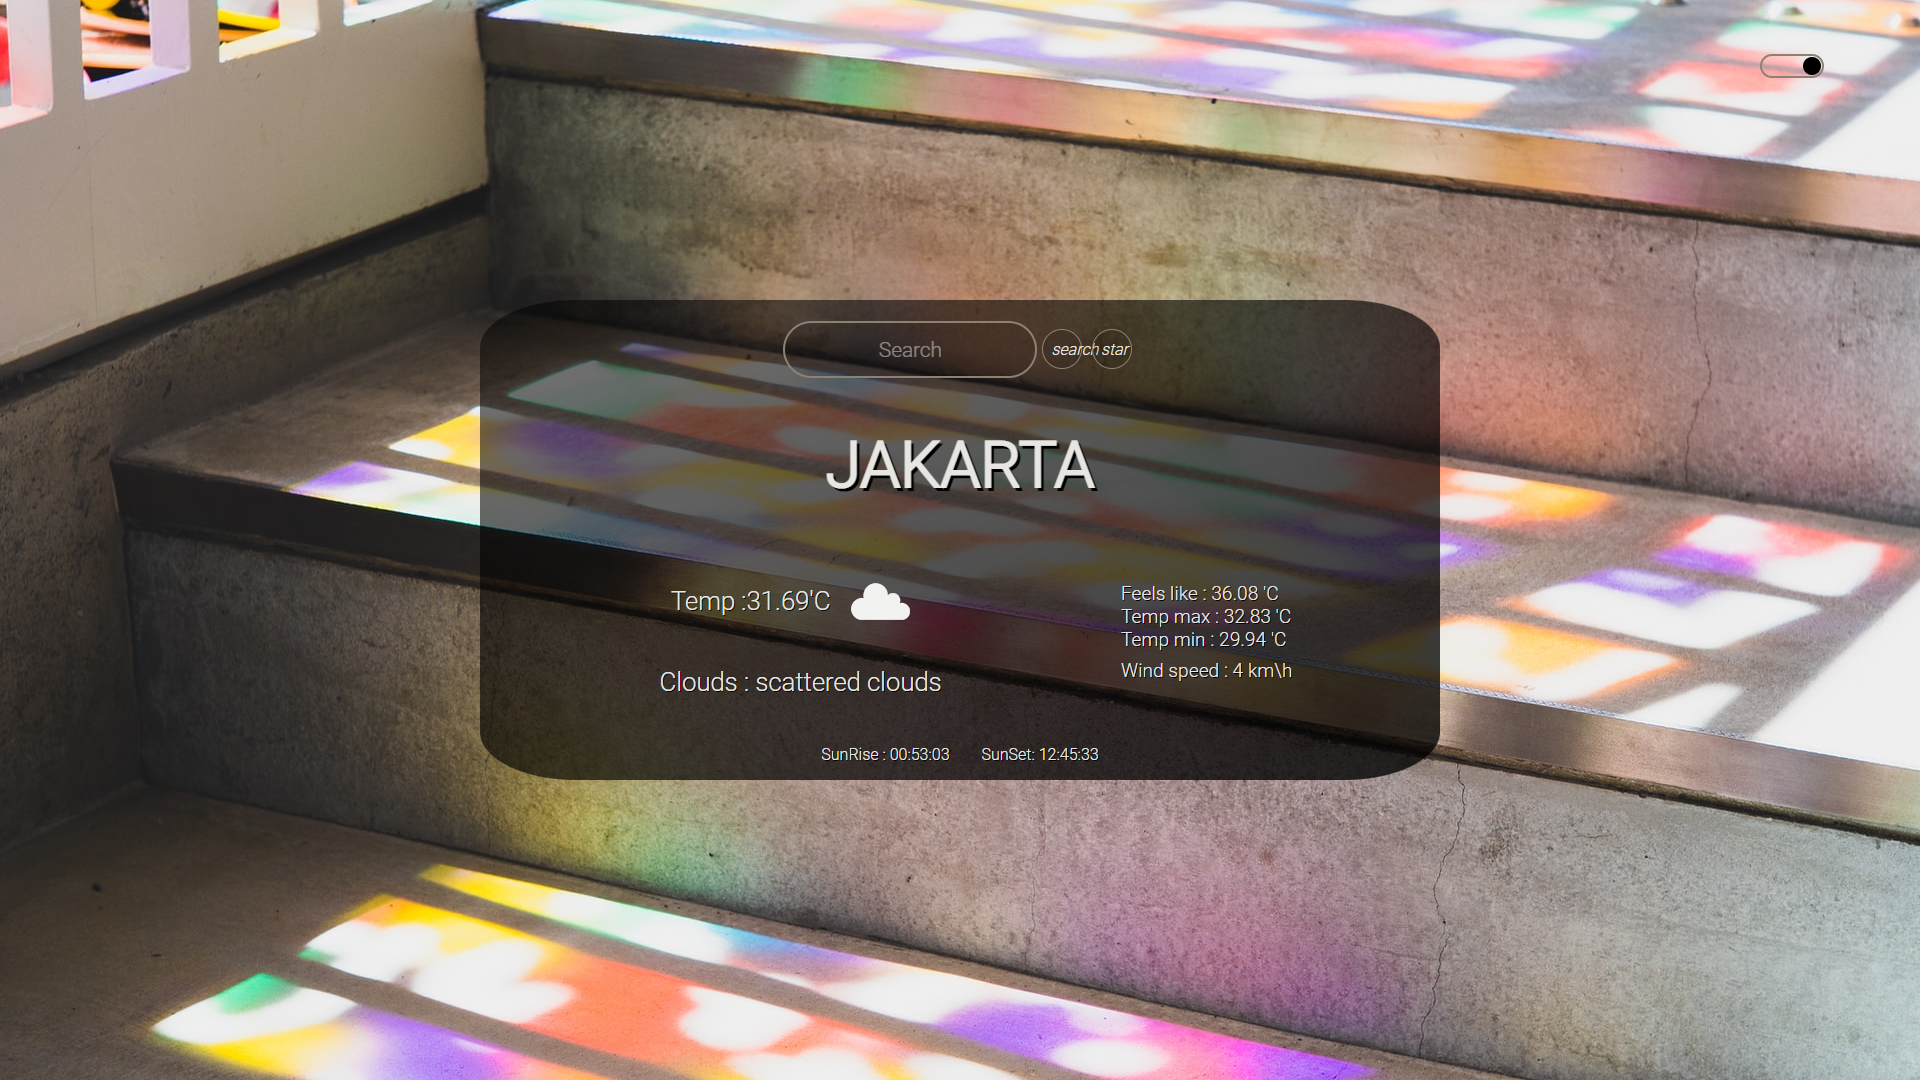 Search
search star
JAKARTA
Temp :31.69'C
Clouds : scattered clouds
Feels like : 36.08 'C
Temp max : 32.83 'C
Temp min : 29.94 'C
Wind speed : 4 km\h
SunRise : 00:53:03 SunSet: 12:45:33